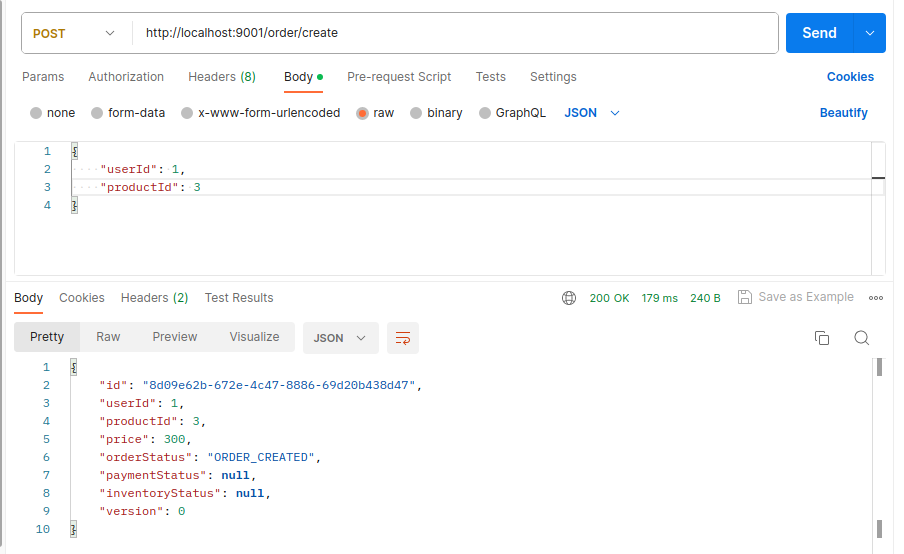 POST http://localhost:9001/order/create Send
Params Authorization Headers (8) Body Pre-request Script Tests Settings Cookies
none form-data x-www-form-urlencoded raw binary GraphQL JSON Beautify
1 {
2 "userId": 1,
3 "productId": 3
4 }
Body Cookies Headers (2) Test Results 200 OK 179 ms 240 B Save as Example
Pretty Raw Preview Visualize JSON
1 {
2 "id": "8d09e62b-672e-4c47-8886-69d20b438d47",
3 "userId": 1,
4 "productId": 3,
5 "price": 300,
6 "orderStatus": "ORDER_CREATED",
7 "paymentStatus": null,
8 "inventoryStatus": null,
9 "version": 0
10 }